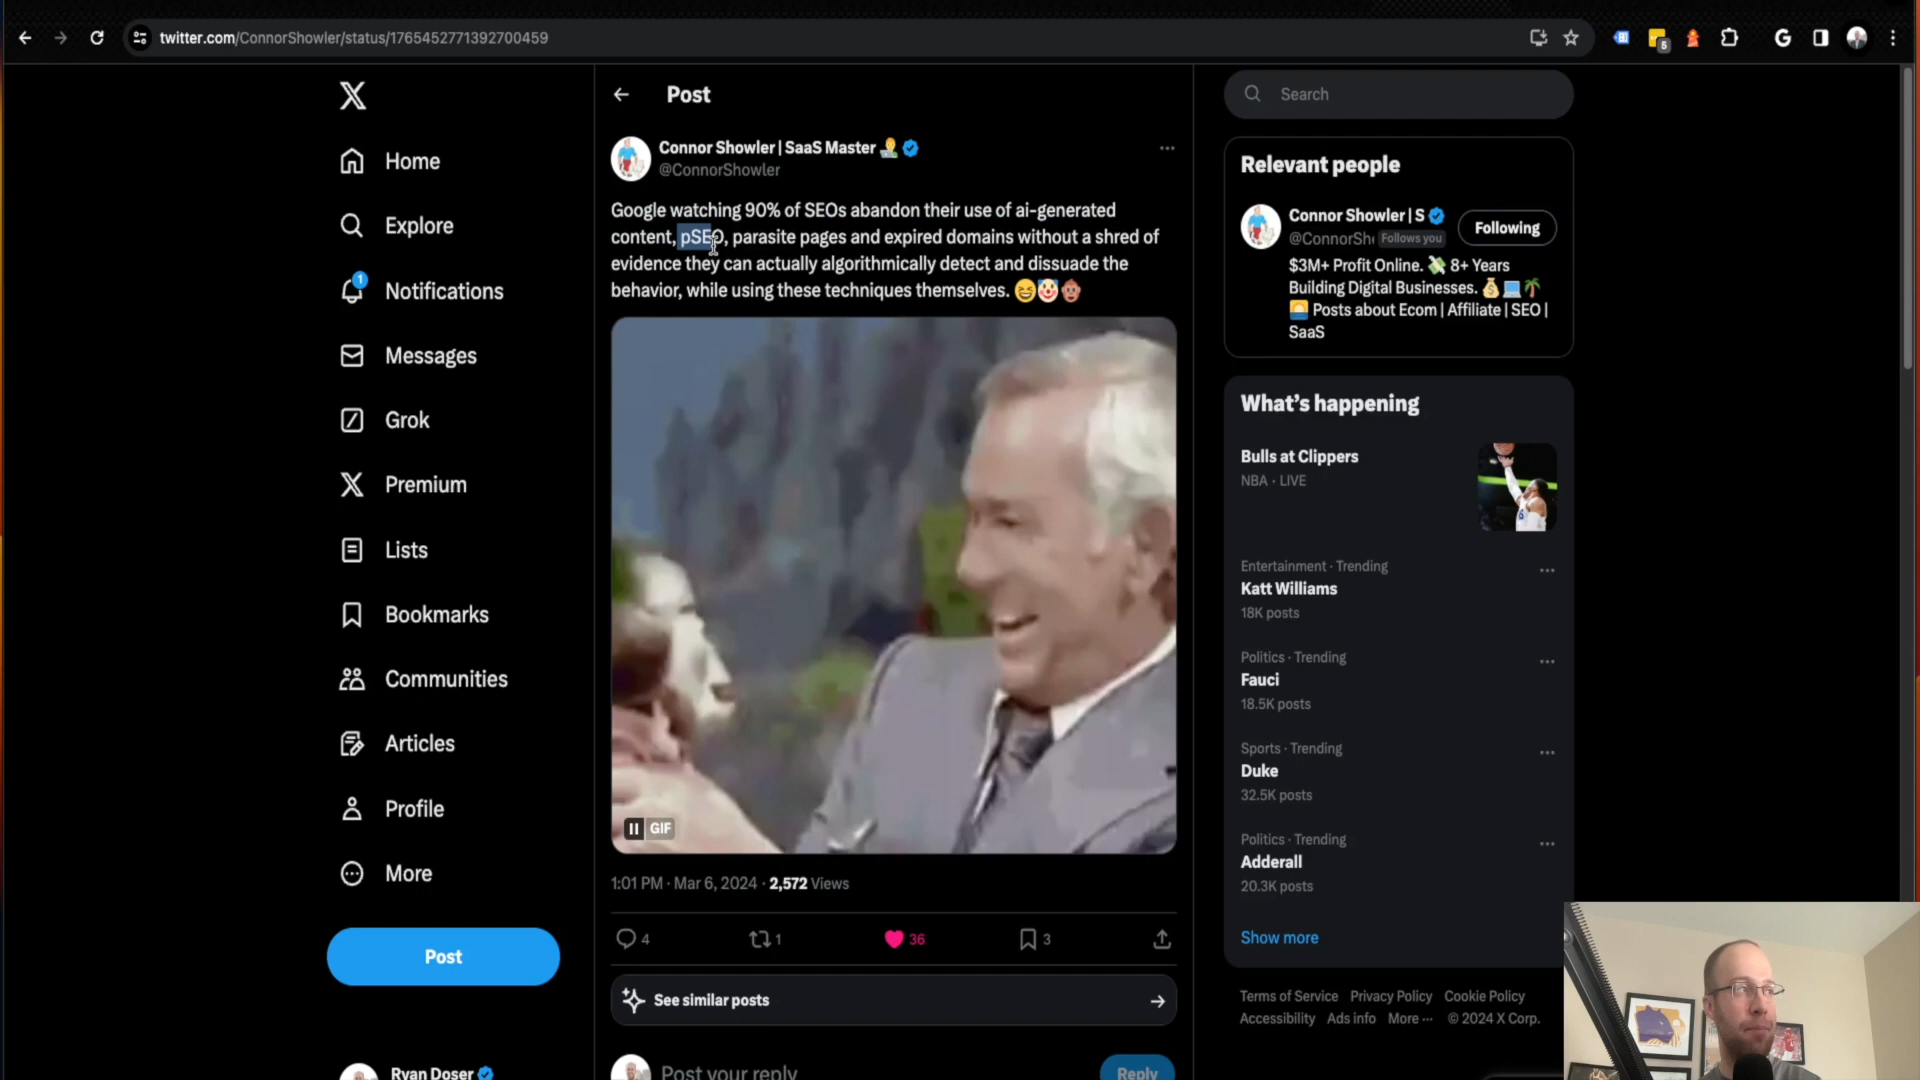 twitter.com/ConnorShowler/status/1765452771392700459
5
Home
Explore
1
Notifications
Messages
Grok
Premium
Lists
Bookmarks
Communities
Articles
Profile
More
Post
Ryan Doser
Post
Connor Showler | SaaS Master
@ConnorShowler
Google watching 90% of SEOs abandon their use of ai-generated
content, pSEO, parasite pages and expired domains without a shred of
evidence they can actually algorithmically detect and dissuade the
behavior, while using these techniques themselves.
GIF
1:01 PM · Mar 6, 2024 · 2,572 Views
4
1
36
3
See similar posts
Post your reply
Reply
Search
Relevant people
Connor Showler | S
Following
@ConnorSh
Follows you
$3M+ Profit Online. 8+ Years
Building Digital Businesses.
Posts about Ecom | Affiliate | SEO |
SaaS
What's happening
Bulls at Clippers
NBA · LIVE
Entertainment · Trending
Katt Williams
18K posts
Politics · Trending
Fauci
18.5K posts
Sports · Trending
Duke
32.5K posts
Politics · Trending
Adderall
20.3K posts
Show more
Terms of Service Privacy Policy Cookie Policy
Accessibility Ads info More ··· © 2024 X Corp.